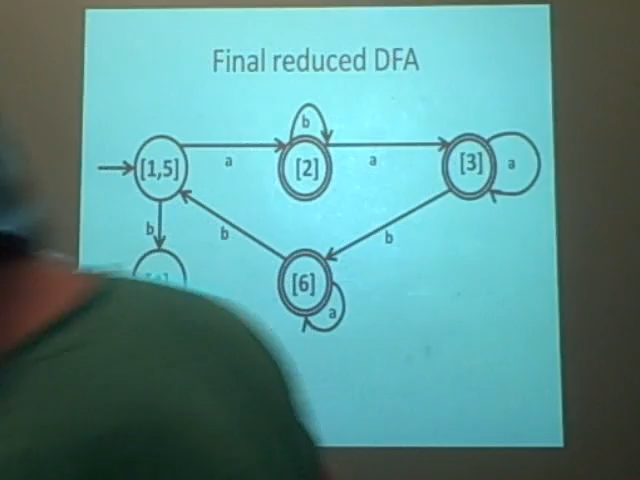 Final reduced DFA
b
[1,5] a [2] a [3] a
b b b
[6]
a